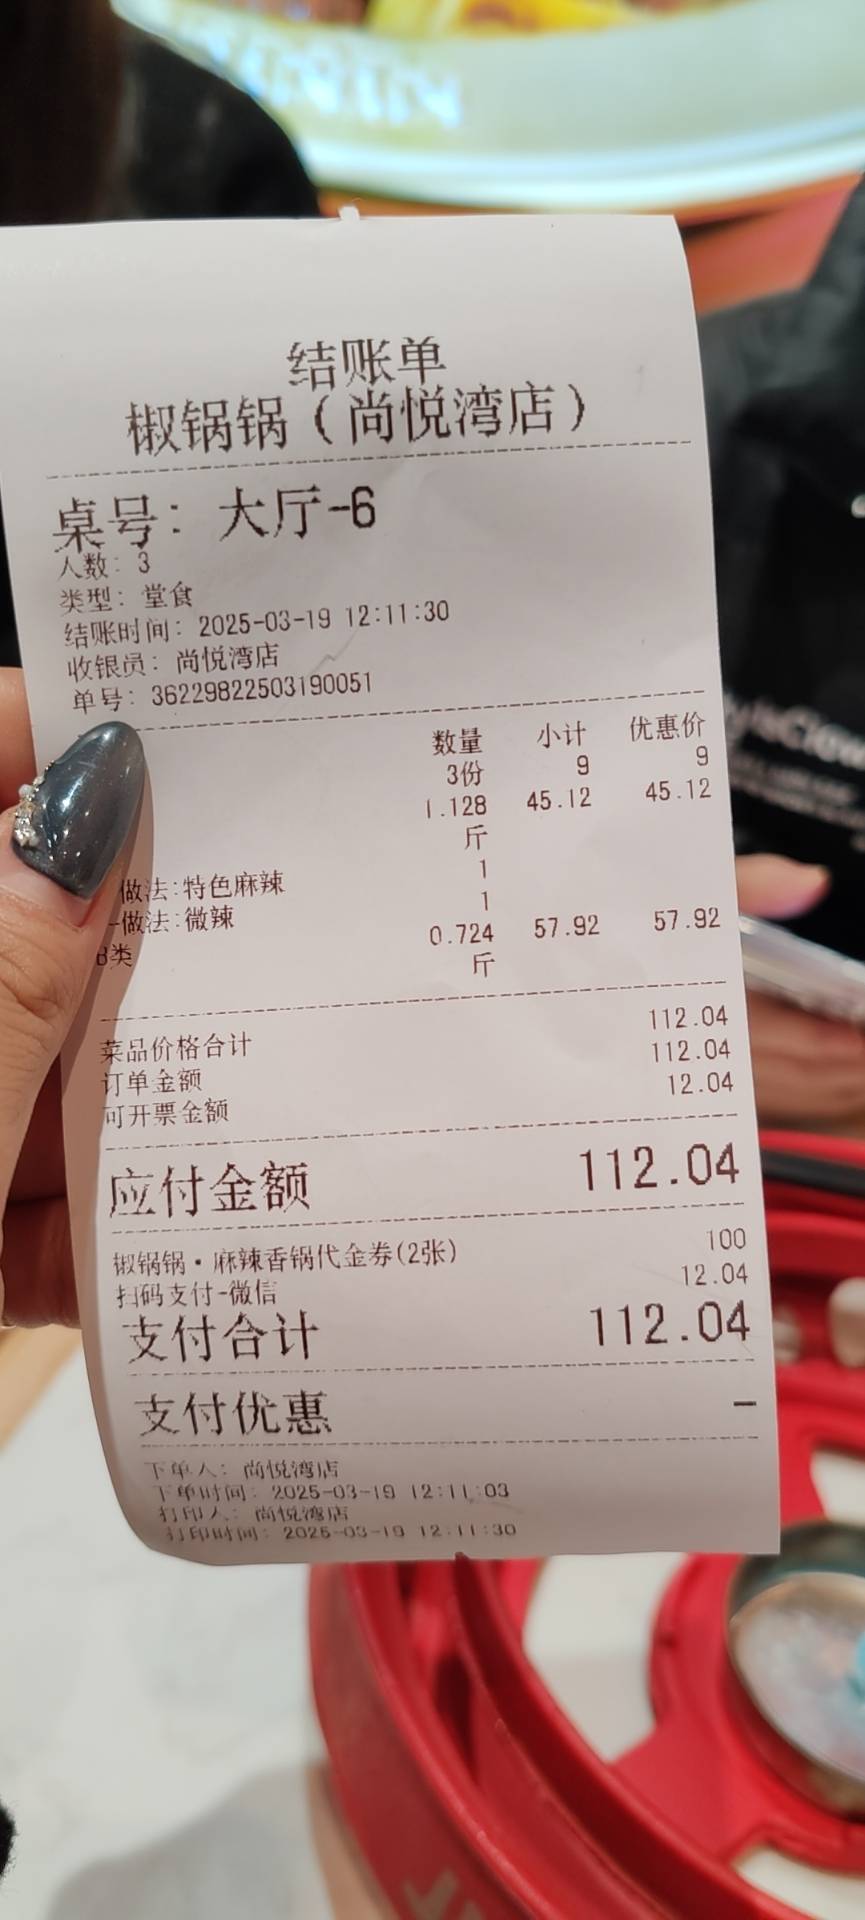 结账单
椒锅锅（尚悦湾店）
桌号：大厅-6
人数：3
类型：堂食
结账时间：2025-03-19 12:11:30
收银员：尚悦湾店
单号：36229822503190051
数量 小计 优惠价
3份 9 9
1.128 45.12 45.12
斤
1
做法:特色麻辣
1
-做法:微辣
0.724 57.92 57.92
B类
斤
菜品价格合计 112.04
订单金额 112.04
可开票金额 12.04
应付金额 112.04
椒锅锅·麻辣香锅代金券(2张) 100
扫码支付-微信 12.04
支付合计 112.04
支付优惠 -
下单人：尚悦湾店
下单时间：2025-03-19 12:11:03
打印人：尚悦湾店
打印时间：2025-03-19 12:11:30